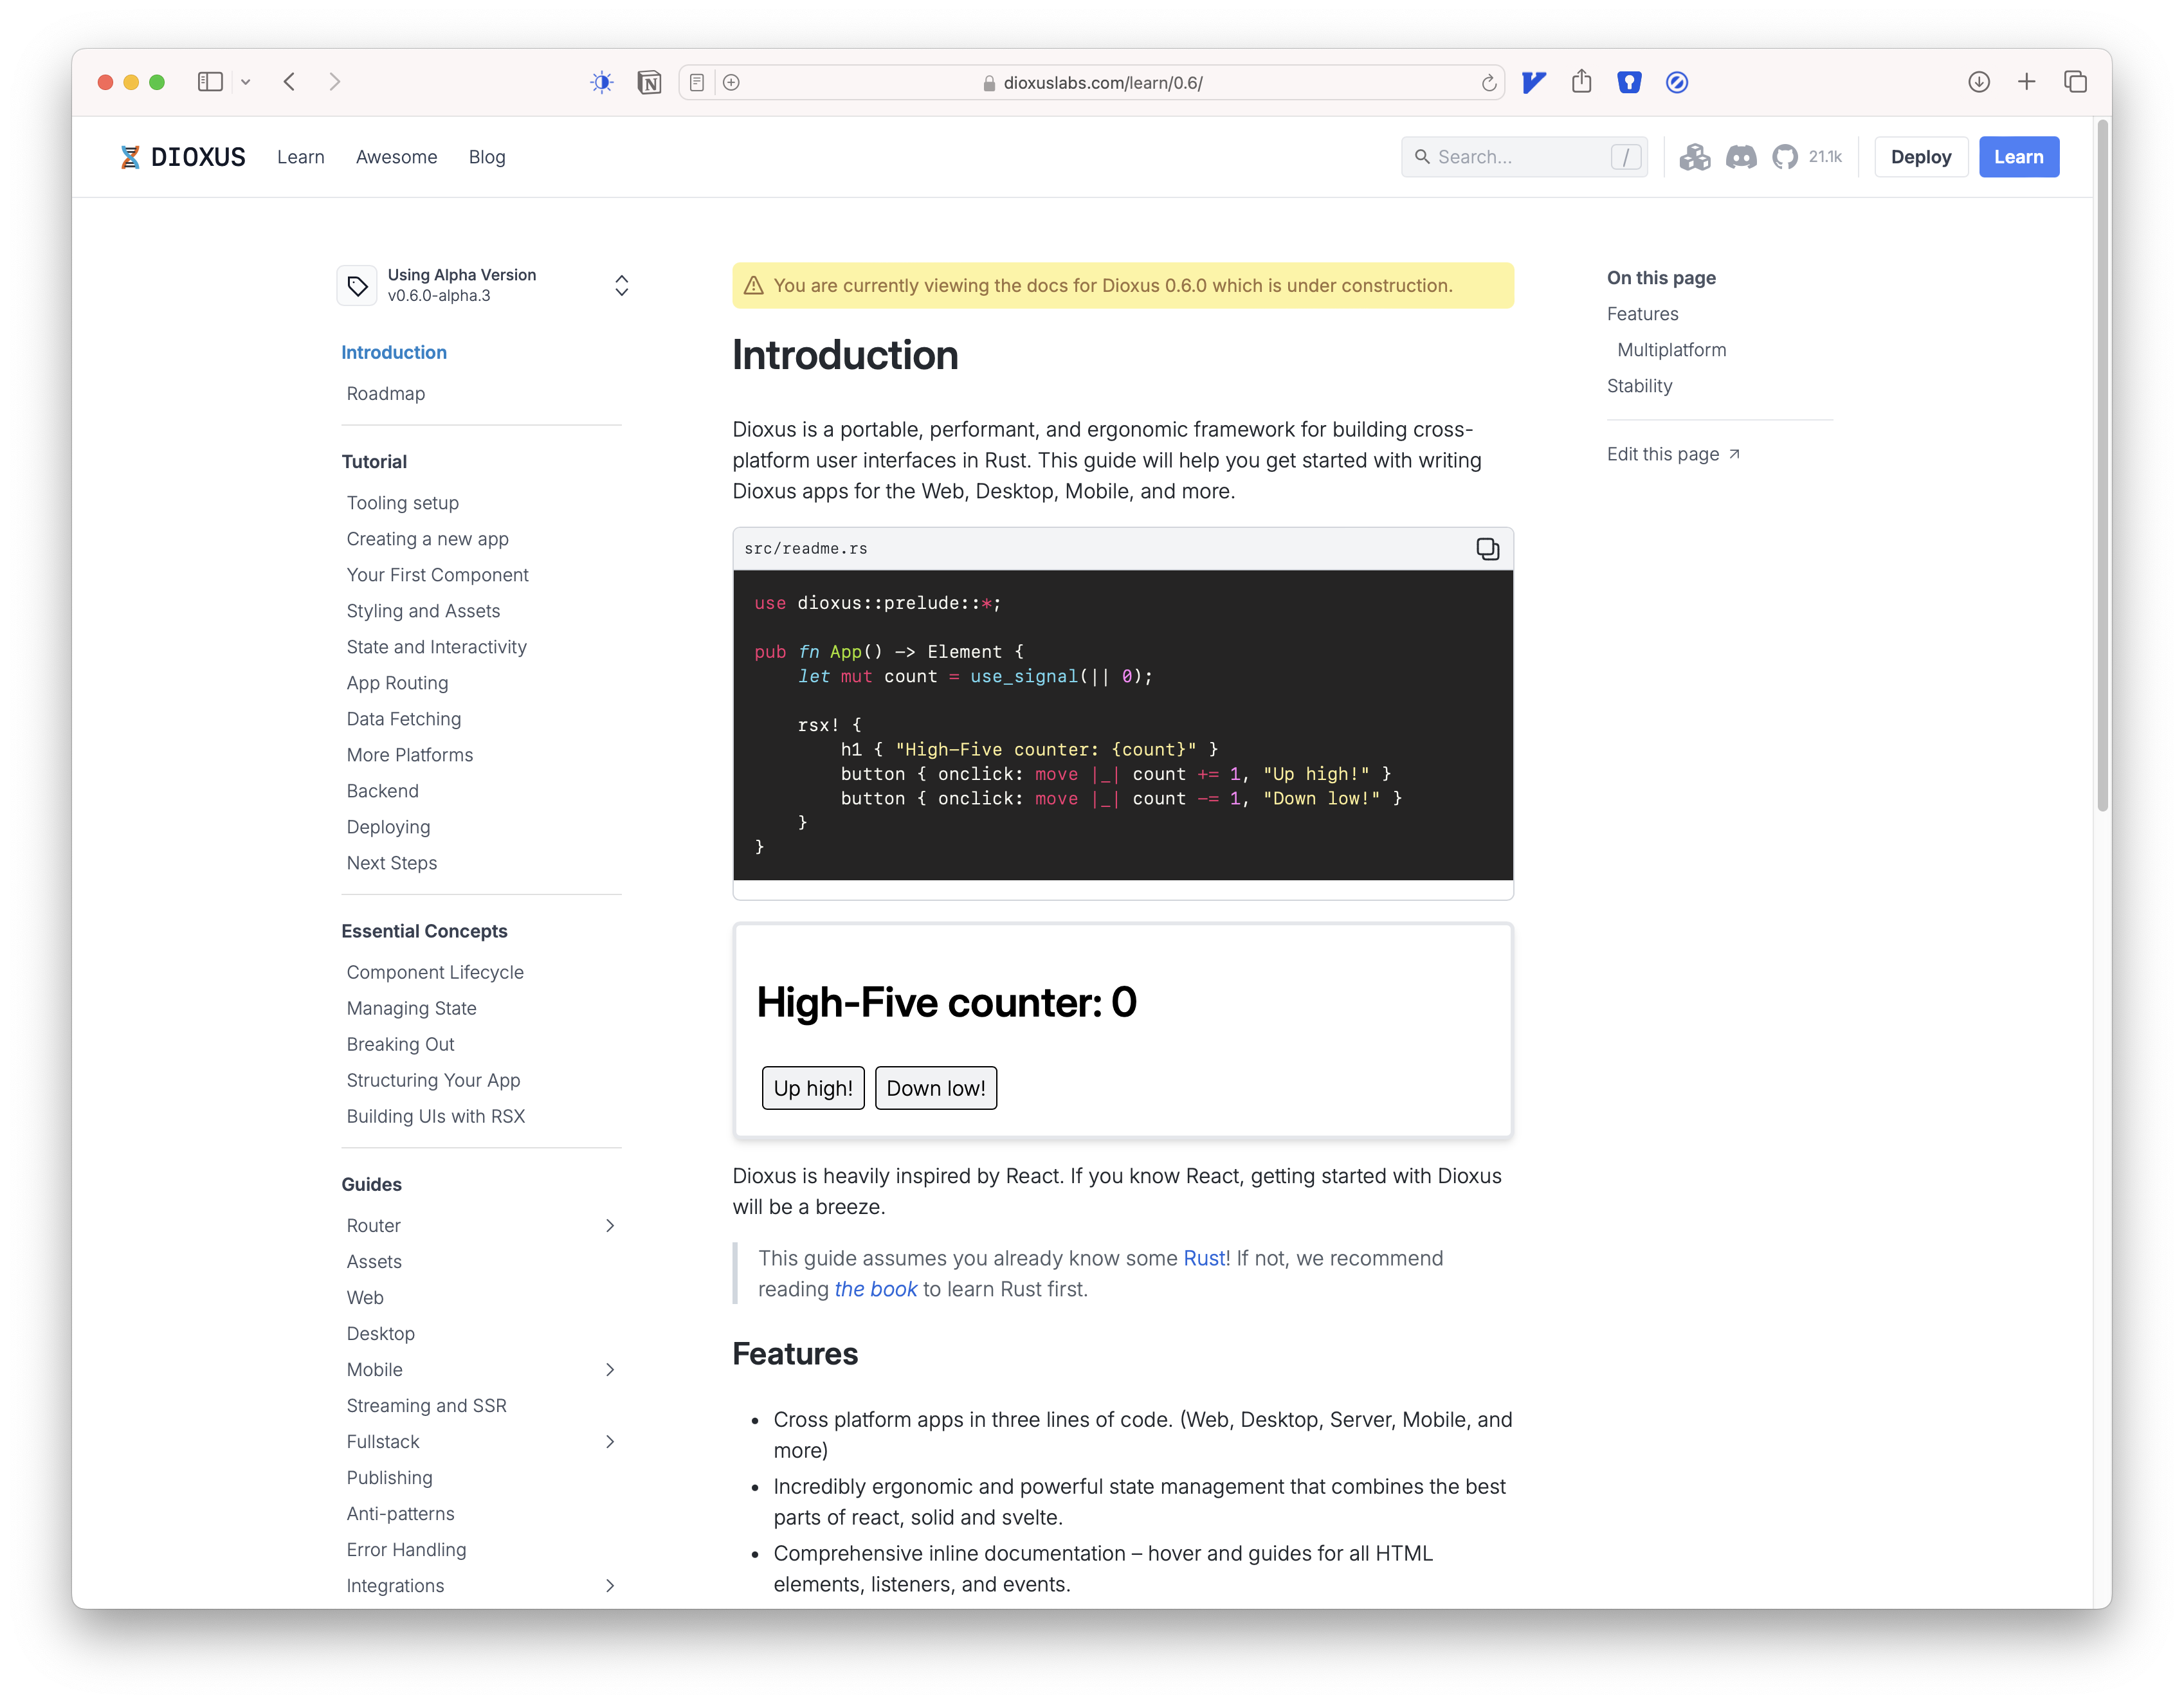 dioxuslabs.com/learn/0.6/
DIOXUS
Learn
Awesome
Blog
Search...
/
21.1k
Deploy
Learn
Using Alpha Version
v0.6.0-alpha.3
Introduction
Roadmap
Tutorial
Tooling setup
Creating a new app
Your First Component
Styling and Assets
State and Interactivity
App Routing
Data Fetching
More Platforms
Backend
Deploying
Next Steps
Essential Concepts
Component Lifecycle
Managing State
Breaking Out
Structuring Your App
Building UIs with RSX
Guides
Router
Assets
Web
Desktop
Mobile
Streaming and SSR
Fullstack
Publishing
Anti-patterns
Error Handling
Integrations
You are currently viewing the docs for Dioxus 0.6.0 which is under construction.
Introduction
Dioxus is a portable, performant, and ergonomic framework for building cross-
platform user interfaces in Rust. This guide will help you get started with writing
Dioxus apps for the Web, Desktop, Mobile, and more.
src/readme.rs
use dioxus::prelude::*;
pub fn App() -> Element {
    let mut count = use_signal(|| 0);
    rsx! {
        h1 { "High-Five counter: {count}" }
        button { onclick: move |_| count += 1, "Up high!" }
        button { onclick: move |_| count -= 1, "Down low!" }
    }
}
High-Five counter: 0
Up high!
Down low!
Dioxus is heavily inspired by React. If you know React, getting started with Dioxus
will be a breeze.
This guide assumes you already know some Rust! If not, we recommend
reading the book to learn Rust first.
Features
• Cross platform apps in three lines of code. (Web, Desktop, Server, Mobile, and
more)
• Incredibly ergonomic and powerful state management that combines the best
parts of react, solid and svelte.
• Comprehensive inline documentation – hover and guides for all HTML
elements, listeners, and events.
On this page
Features
Multiplatform
Stability
Edit this page ↗